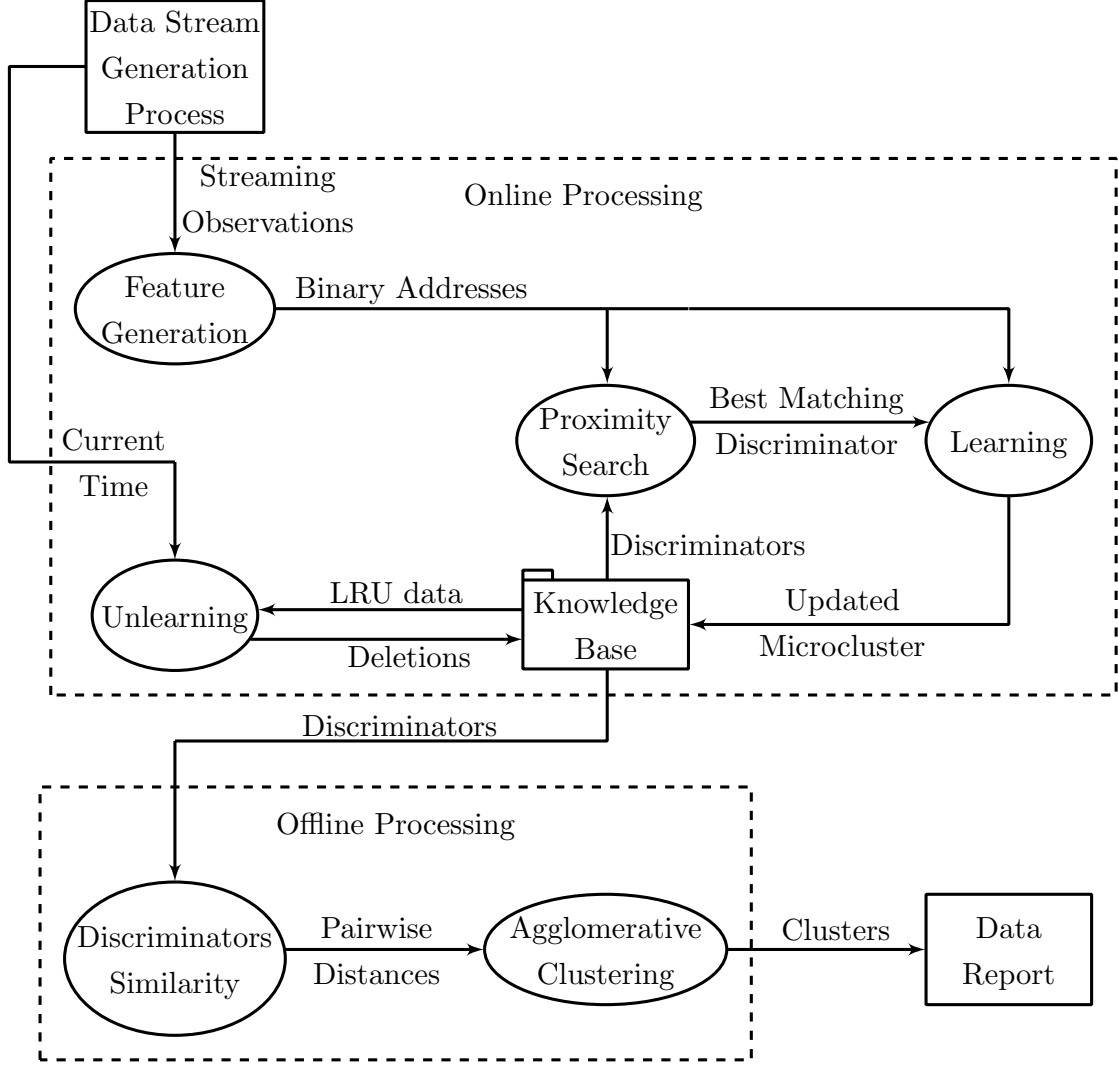 Data Stream
Generation
Process
Streaming
Observations
Online Processing
Feature
Generation
Binary Addresses
Proximity
Search
Best Matching
Discriminator
Learning
Current
Time
Discriminators
Unlearning
LRU data
Deletions
Knowledge
Base
Updated
Microcluster
Discriminators
Offline Processing
Discriminators
Similarity
Pairwise
Distances
Agglomerative
Clustering
Clusters
Data
Report